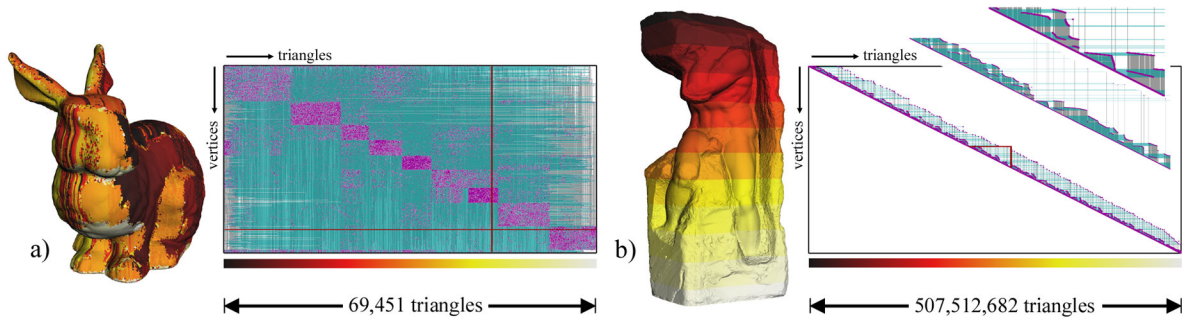 a)
triangles
vertices
69,451 triangles
b)
triangles
vertices
507,512,682 triangles